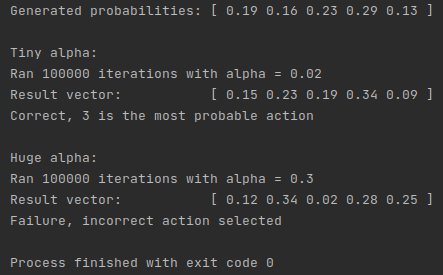 Generated probabilities: [ 0.19 0.16 0.23 0.29 0.13 ]
Tiny alpha:
Ran 100000 iterations with alpha = 0.02
Result vector:           [ 0.15 0.23 0.19 0.34 0.09 ]
Correct, 3 is the most probable action
Huge alpha:
Ran 100000 iterations with alpha = 0.3
Result vector:           [ 0.12 0.34 0.02 0.28 0.25 ]
Failure, incorrect action selected
Process finished with exit code 0